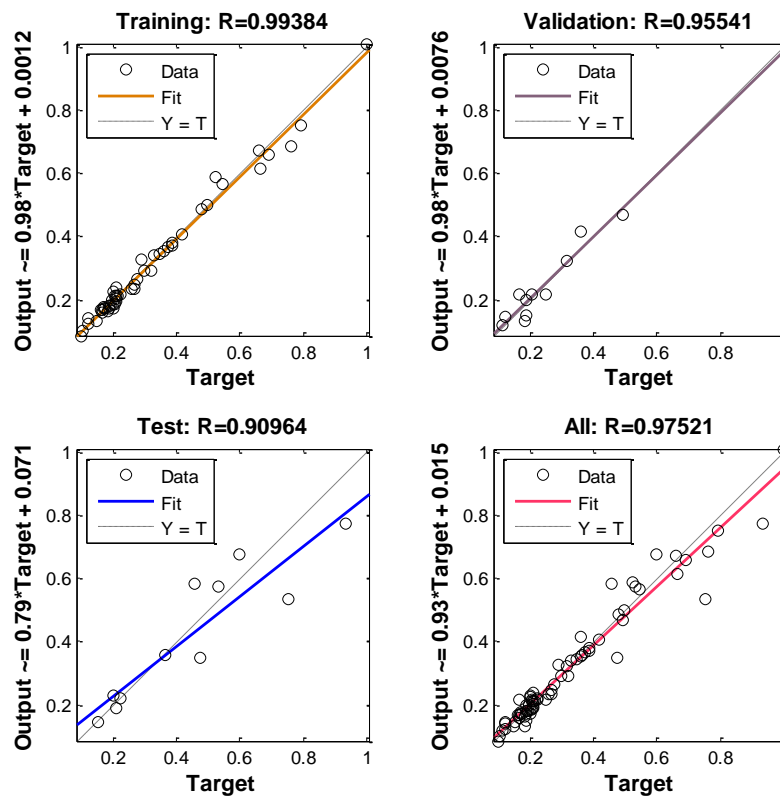 Training: R=0.99384
Output ~= 0.98*Target + 0.0012
1
0.8
0.6
0.4
0.2
Data
Fit
Y = T
0.2 0.4 0.6 0.8 1
Target
Validation: R=0.95541
Output ~= 0.98*Target + 0.0076
1
0.8
0.6
0.4
0.2
Data
Fit
Y = T
0.2 0.4 0.6 0.8
Target
Test: R=0.90964
Output ~= 0.79*Target + 0.071
1
0.8
0.6
0.4
0.2
Data
Fit
Y = T
0.2 0.4 0.6 0.8 1
Target
All: R=0.97521
Output ~= 0.93*Target + 0.015
1
0.8
0.6
0.4
0.2
Data
Fit
Y = T
0.2 0.4 0.6 0.8
Target